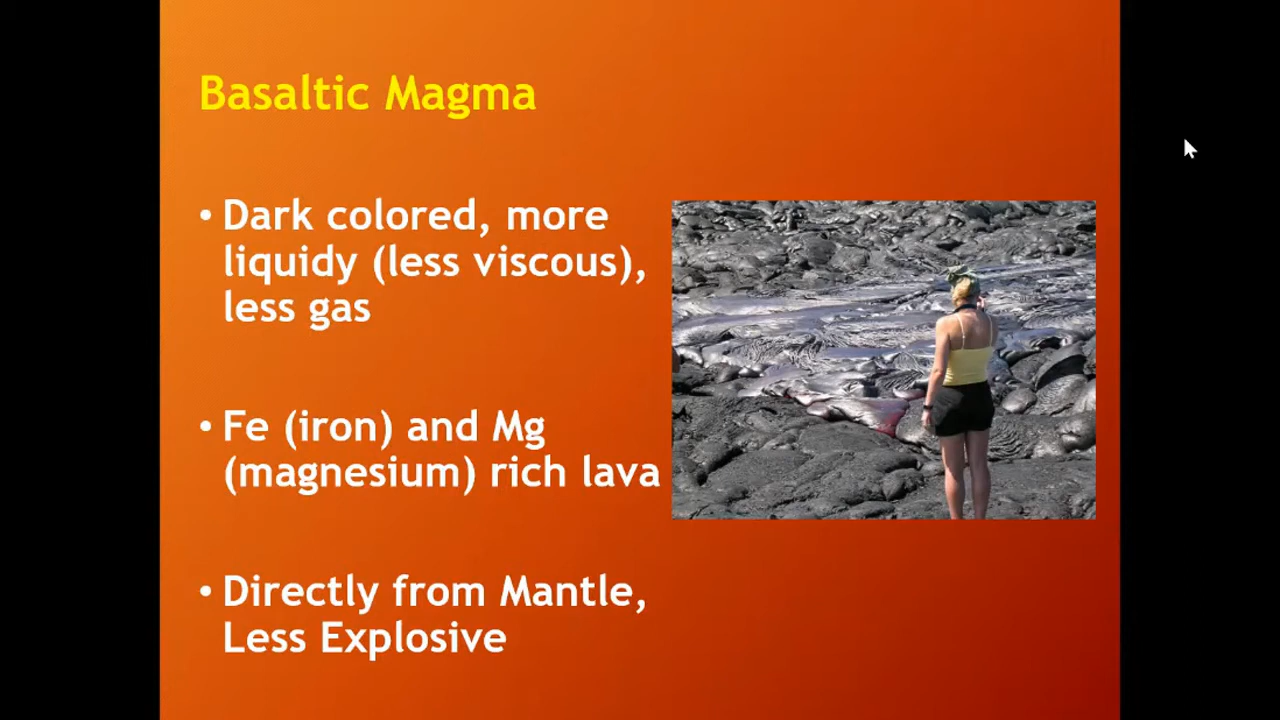 Basaltic Magma
• Dark colored, more
liquidy (less viscous),
less gas
• Fe (iron) and Mg
(magnesium) rich lava
• Directly from Mantle,
Less Explosive